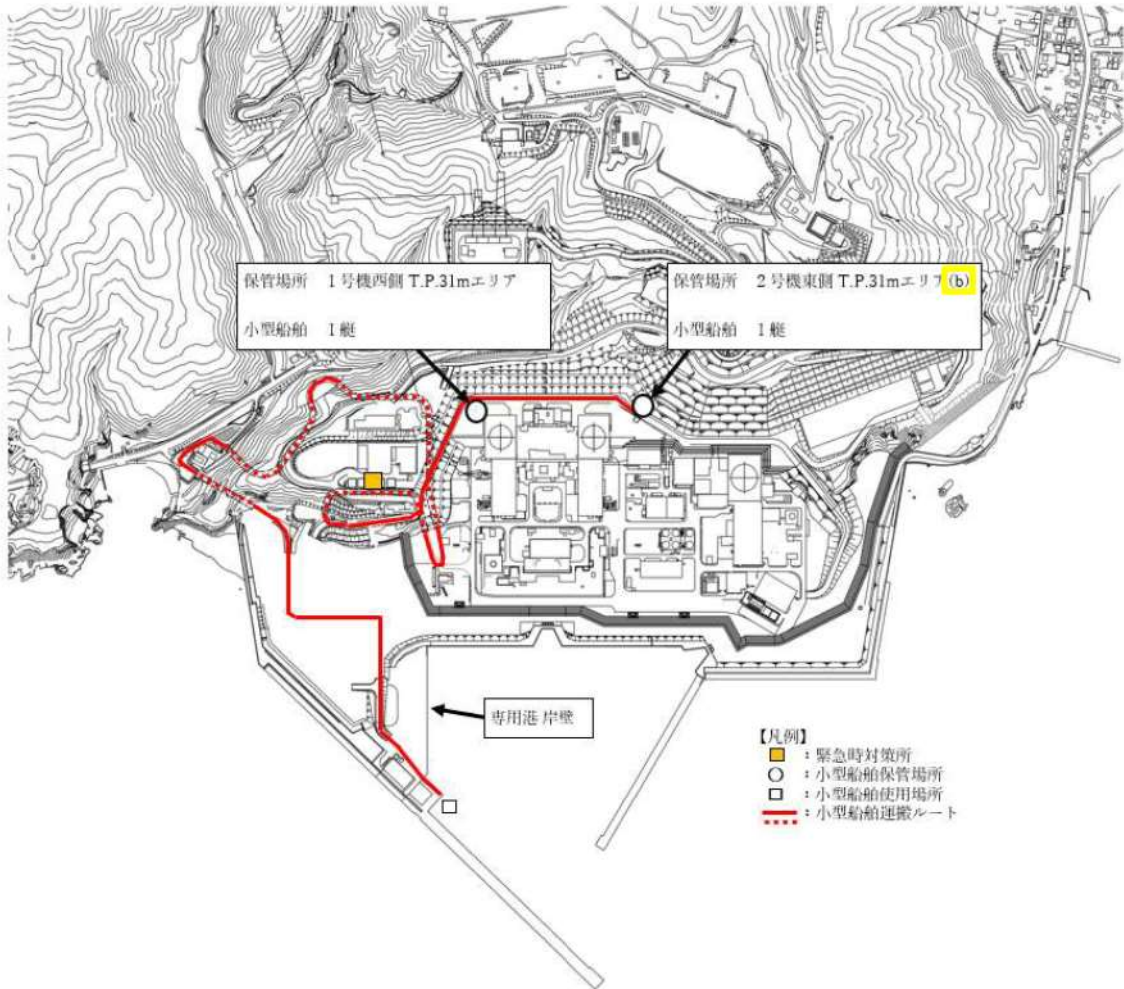 保管場所 1号機西側 T.P.31mエリア
小型船舶 1艇
保管場所 2号機東側 T.P.31mエリア(b)
小型船舶 1艇
専用港 岸壁
【凡例】
:緊急時対策所
:小型船舶保管場所
:小型船舶使用場所
:小型船舶運搬ルート